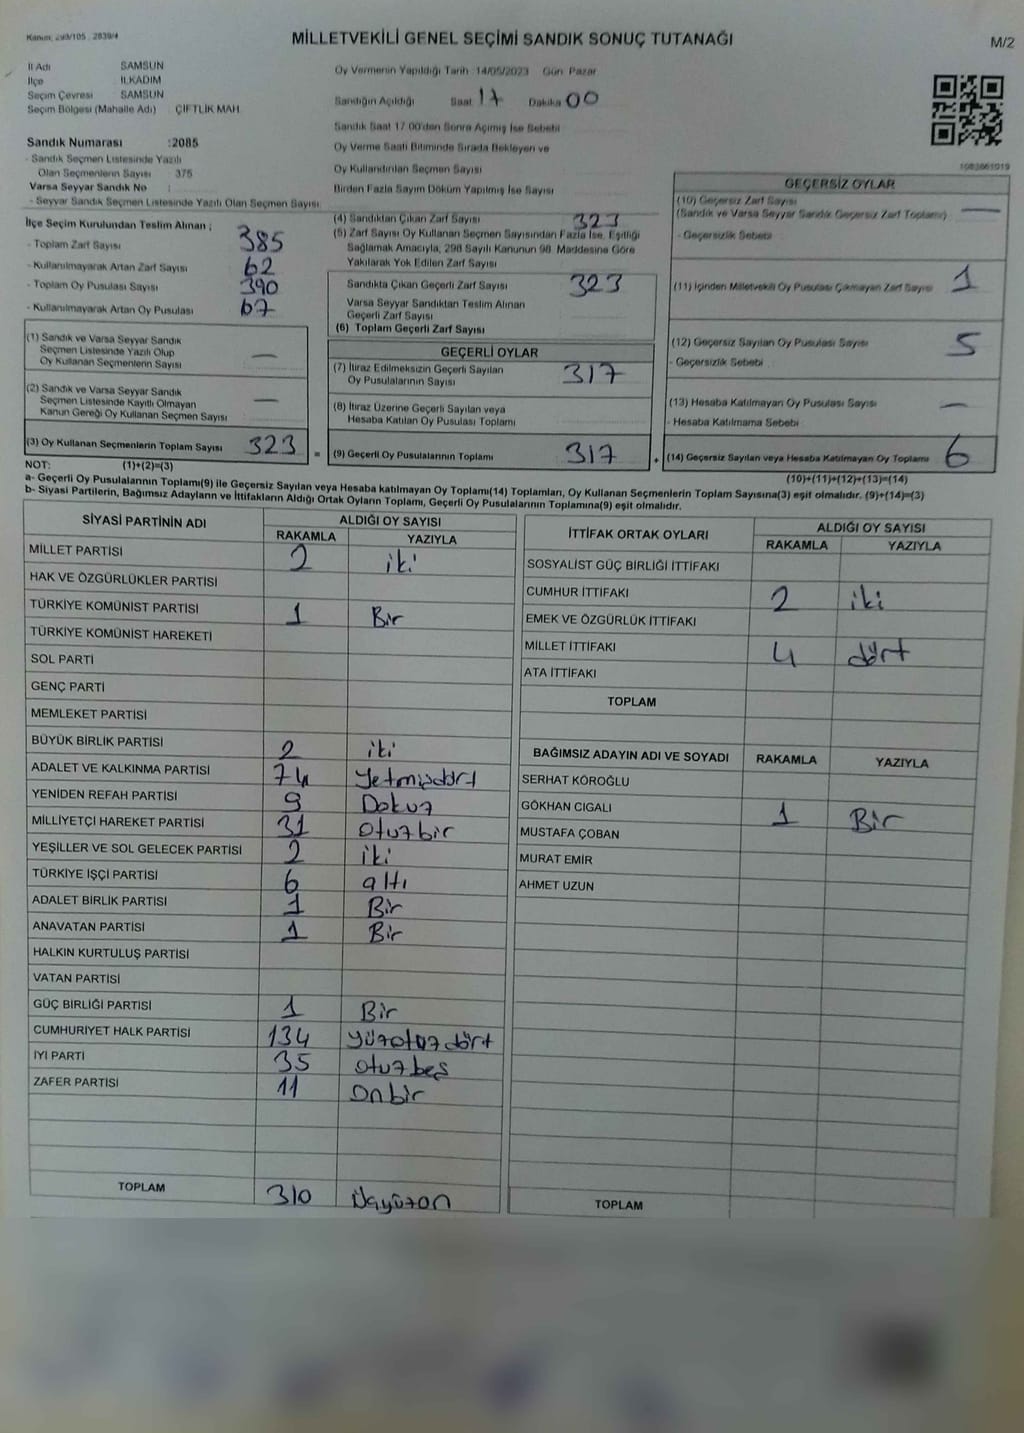 Kanun: 298/105 : 2839/4
MİLLETVEKİLİ GENEL SEÇİMİ SANDIK SONUÇ TUTANAĞI
M/2
İl Adı SAMSUN
İlçe İLKADIM
Seçim Çevresi SAMSUN
Seçim Bölgesi (Mahalle Adı) ÇİFTLİK MAH.
Sandık Numarası :2085
- Sandık Seçmen Listesinde Yazılı
Olan Seçmenlerin Sayısı 375
Varsa Seyyar Sandık No :
- Seyyar Sandık Seçmen Listesinde Yazılı Olan Seçmen Sayısı:
Oy Vermenin Yapıldığı Tarih :14/05/2023 Gün Pazar
Sandığın Açıldığı Saat 17 Dakika 00
Sandık Saat 17.00'den Sonra Açımış İse Sebebi
Oy Verme Saati Bitiminde Sırada Bekleyen ve
Oy Kullandırılan Seçmen Sayısı
Birden Fazla Sayım Döküm Yapılmış İse Sayısı
1083661019
İlçe Seçim Kurulundan Teslim Alınan ;
- Toplam Zarf Sayısı 385
- Kullanılmayarak Artan Zarf Sayısı 62
- Toplam Oy Pusulası Sayısı 390
- Kullanılmayarak Artan Oy Pusulası 67
(1) Sandık ve Varsa Seyyar Sandık
Seçmen Listesinde Yazılı Olup
Oy Kullanan Seçmenlerin Sayısı —
(2) Sandık ve Varsa Seyyar Sandık
Seçmen Listesinde Kayıtlı Olmayan
Kanun Gereği Oy Kullanan Seçmen Sayısı —
(3) Oy Kullanan Seçmenlerin Toplam Sayısı 323 =
(4) Sandıktan Çıkan Zarf Sayısı 323
(5) Zarf Sayısı Oy Kullanan Seçmen Sayısından Fazla İse, Eşitliği
Sağlamak Amacıyla, 298 Sayılı Kanunun 98. Maddesine Göre
Yakılarak Yok Edilen Zarf Sayısı
Sandıkta Çıkan Geçerli Zarf Sayısı 323
Varsa Seyyar Sandıktan Teslim Alınan
Geçerli Zarf Sayısı
(6) Toplam Geçerli Zarf Sayısı
GEÇERLİ OYLAR
(7) İtiraz Edilmeksizin Geçerli Sayılan
Oy Pusulalarının Sayısı 317
(8) İtiraz Üzerine Geçerli Sayılan veya
Hesaba Katılan Oy Pusulası Toplamı
(9) Geçerli Oy Pusulalarının Toplamı 317 +
GEÇERSİZ OYLAR
(10) Geçersiz Zarf Sayısı
(Sandık ve Varsa Seyyar Sandık Geçersiz Zarf Toplamı) —
- Geçersizlik Sebebi
(11) İçinden Milletvekili Oy Pusulası Çıkmayan Zarf Sayısı 1
(12) Geçersiz Sayılan Oy Pusulası Sayısı 5
- Geçersizlik Sebebi
(13) Hesaba Katılmayan Oy Pusulası Sayısı —
- Hesaba Katılmama Sebebi
(14) Geçersiz Sayılan veya Hesaba Katılmayan Oy Toplamı 6
NOT: (1)+(2)=(3) (10)+(11)+(12)+(13)=(14)
a- Geçerli Oy Pusulalarının Toplamı(9) ile Geçersiz Sayılan veya Hesaba katılmayan Oy Toplamı(14) Toplamları, Oy Kullanan Seçmenlerin Toplam Sayısına(3) eşit olmalıdır. (9)+(14)=(3)
b- Siyasi Partilerin, Bağımsız Adayların ve İttifakların Aldığı Ortak Oyların Toplamı, Geçerli Oy Pusulalarının Toplamına(9) eşit olmalıdır.
SİYASİ PARTİNİN ADI ALDIĞI OY SAYISI
RAKAMLA YAZIYLA
MİLLET PARTİSİ 2 iki
HAK VE ÖZGÜRLÜKLER PARTİSİ
TÜRKİYE KOMÜNİST PARTİSİ 1 Bir
TÜRKİYE KOMÜNİST HAREKETİ
SOL PARTİ
GENÇ PARTİ
MEMLEKET PARTİSİ
BÜYÜK BİRLİK PARTİSİ 2 iki
ADALET VE KALKINMA PARTİSİ 74 Yetmişdört
YENİDEN REFAH PARTİSİ 9 Dokuz
MİLLİYETÇİ HAREKET PARTİSİ 31 otuzbir
YEŞİLLER VE SOL GELECEK PARTİSİ 2 iki
TÜRKİYE İŞÇİ PARTİSİ 6 altı
ADALET BİRLİK PARTİSİ 1 Bir
ANAVATAN PARTİSİ 1 Bir
HALKIN KURTULUŞ PARTİSİ
VATAN PARTİSİ
GÜÇ BİRLİĞİ PARTİSİ 1 Bir
CUMHURİYET HALK PARTİSİ 134 yüzotuzdört
İYİ PARTİ 35 otuzbeş
ZAFER PARTİSİ 11 onbir
TOPLAM 310 üçyüzon
İTTİFAK ORTAK OYLARI ALDIĞI OY SAYISI
RAKAMLA YAZIYLA
SOSYALİST GÜÇ BİRLİĞİ İTTİFAKI
CUMHUR İTTİFAKI 2 iki
EMEK VE ÖZGÜRLÜK İTTİFAKI
MİLLET İTTİFAKI 4 dört
ATA İTTİFAKI
TOPLAM
BAĞIMSIZ ADAYIN ADI VE SOYADI RAKAMLA YAZIYLA
SERHAT KÖROĞLU
GÖKHAN CIGALI 1 Bir
MUSTAFA ÇOBAN
MURAT EMİR
AHMET UZUN
TOPLAM